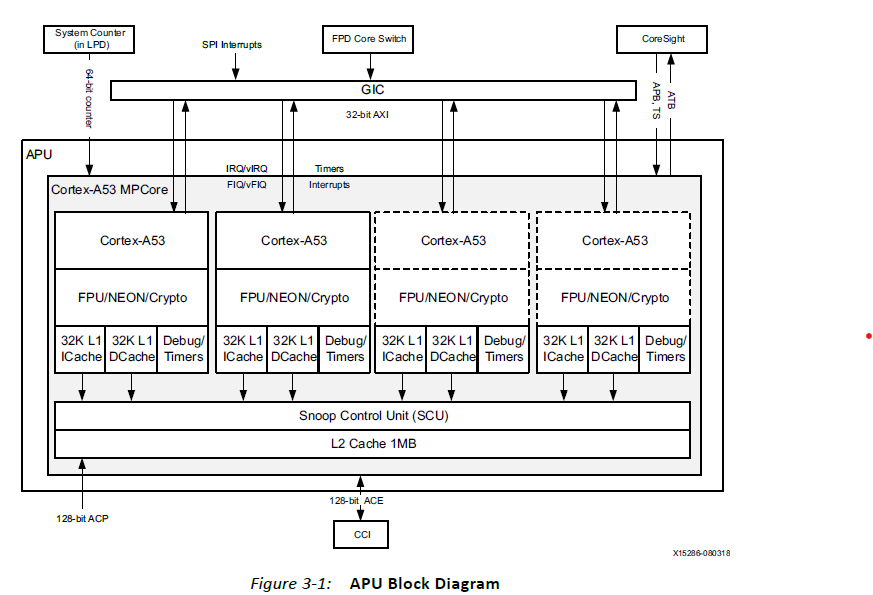 System Counter
(in LPD)
SPI Interrupts
FPD Core Switch
CoreSight
64-bit counter
GIC
32-bit AXI
APB, TS
ATB
APU
IRQ/vIRQ
Timers
FIQ/vFIQ
Interrupts
Cortex-A53 MPCore
Cortex-A53
Cortex-A53
Cortex-A53
Cortex-A53
FPU/NEON/Crypto
FPU/NEON/Crypto
FPU/NEON/Crypto
FPU/NEON/Crypto
32K L1
ICache
32K L1
DCache
Debug/
Timers
32K L1
ICache
32K L1
DCache
Debug/
Timers
32K L1
ICache
32K L1
DCache
Debug/
Timers
32K L1
ICache
32K L1
DCache
Debug/
Timers
Snoop Control Unit (SCU)
L2 Cache 1MB
128-bit ACP
128-bit ACE
CCI
X15286-080318
Figure 3-1: APU Block Diagram